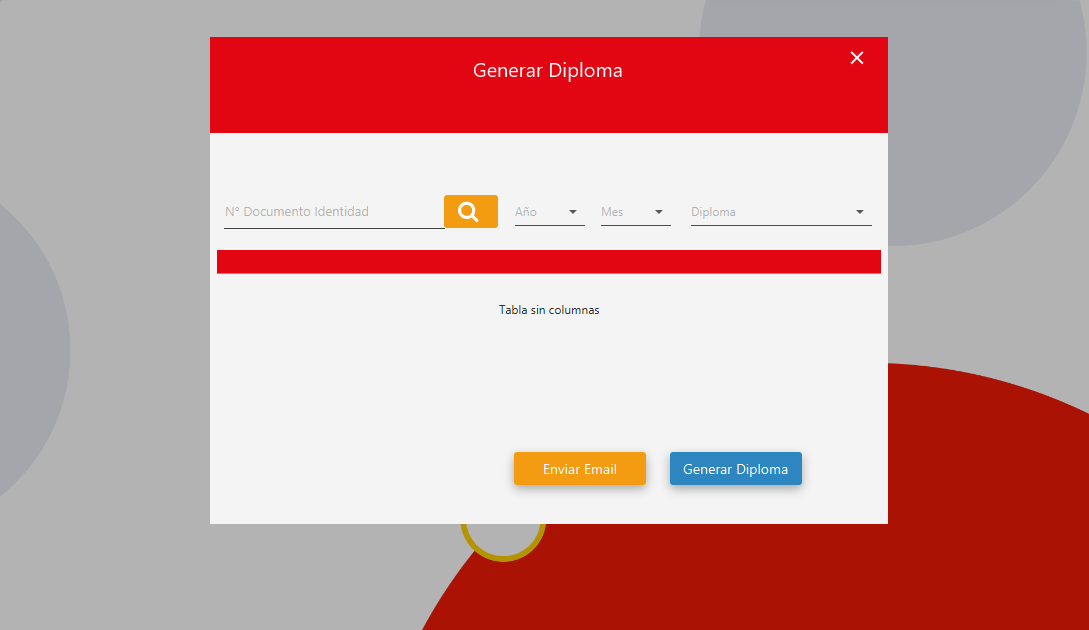 Generar Diploma
N° Documento Identidad
Año
Mes
Diploma
Tabla sin columnas
Enviar Email
Generar Diploma